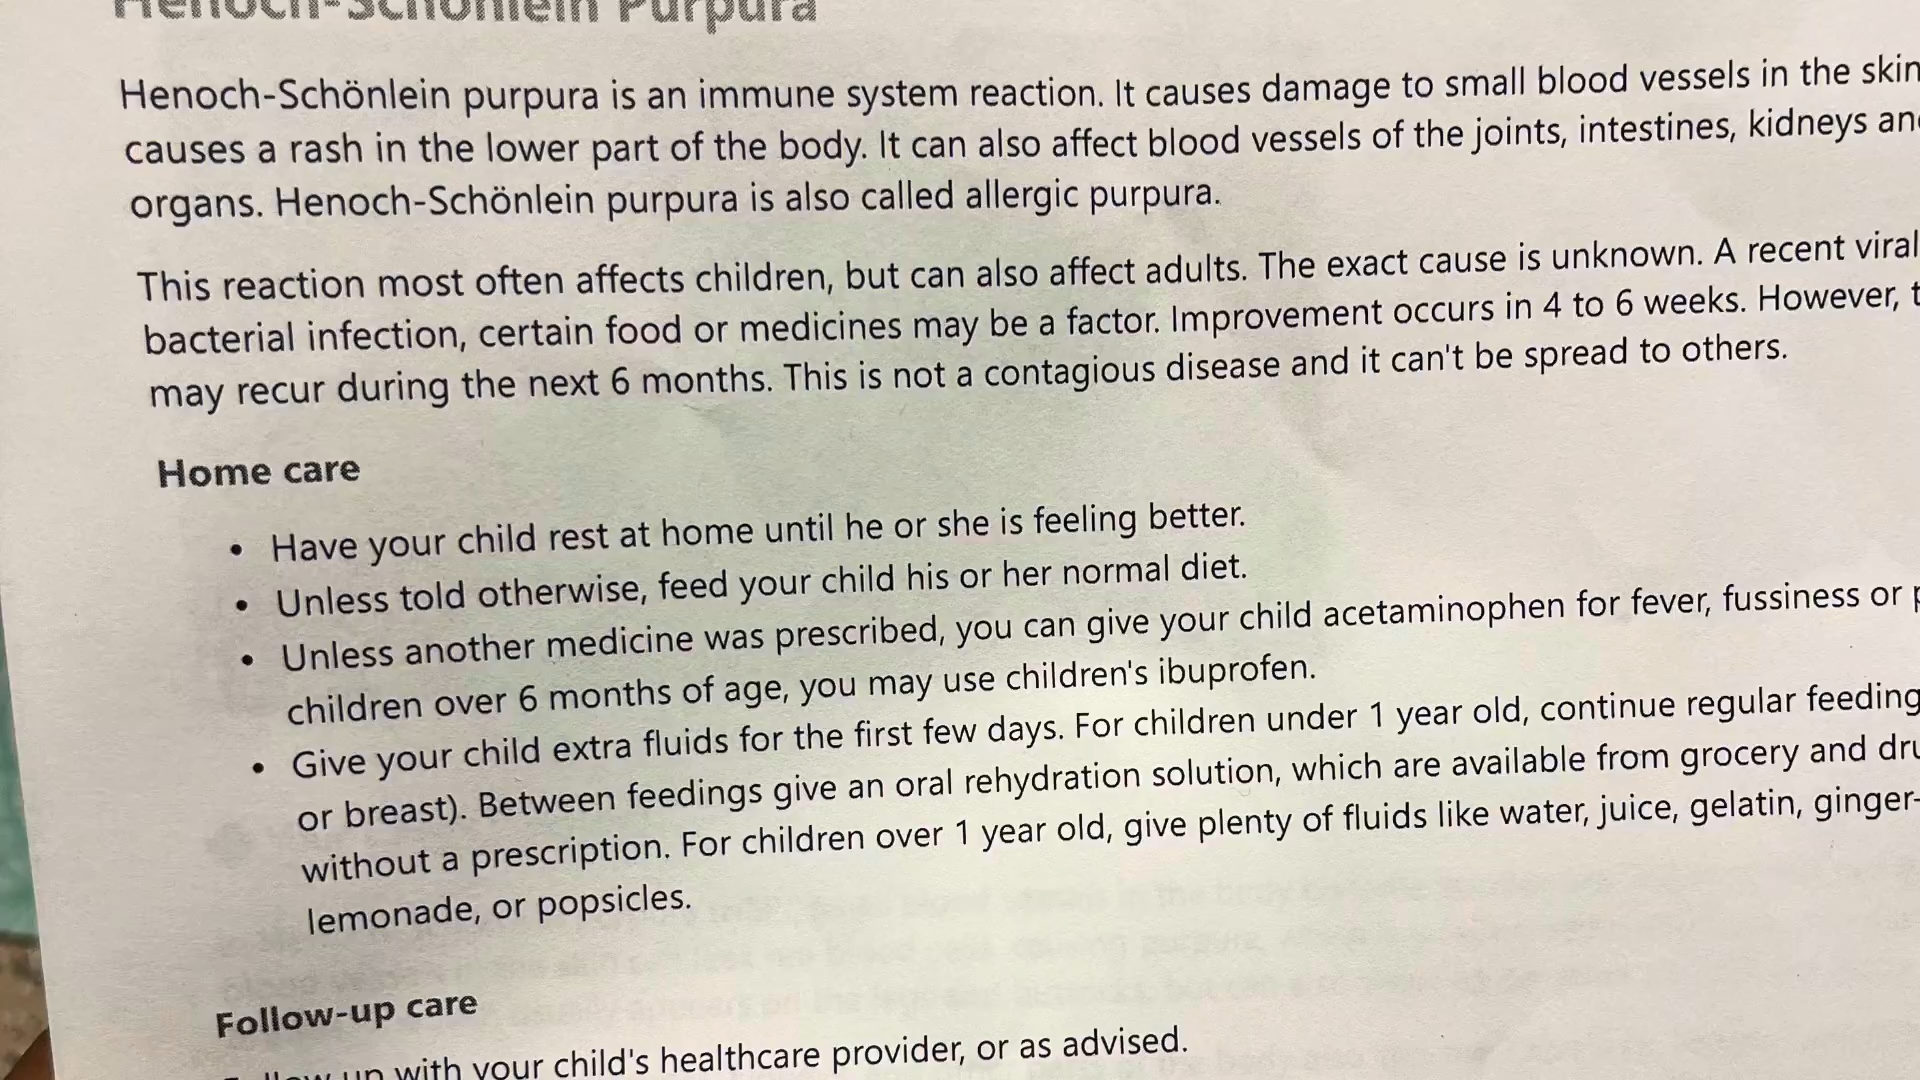 Henoch-Schönlein Purpura
Henoch-Schönlein purpura is an immune system reaction. It causes damage to small blood vessels in the skin
causes a rash in the lower part of the body. It can also affect blood vessels of the joints, intestines, kidneys and
organs. Henoch-Schönlein purpura is also called allergic purpura.
This reaction most often affects children, but can also affect adults. The exact cause is unknown. A recent viral
bacterial infection, certain food or medicines may be a factor. Improvement occurs in 4 to 6 weeks. However,
may recur during the next 6 months. This is not a contagious disease and it can't be spread to others.
Home care
• Have your child rest at home until he or she is feeling better.
• Unless told otherwise, feed your child his or her normal diet.
• Unless another medicine was prescribed, you can give your child acetaminophen for fever, fussiness or
children over 6 months of age, you may use children's ibuprofen.
• Give your child extra fluids for the first few days. For children under 1 year old, continue regular feeding
or breast). Between feedings give an oral rehydration solution, which are available from grocery and
without a prescription. For children over 1 year old, give plenty of fluids like water, juice, gelatin, ginger-
lemonade, or popsicles.
Follow-up care
Follow up with your child's healthcare provider, or as advised.